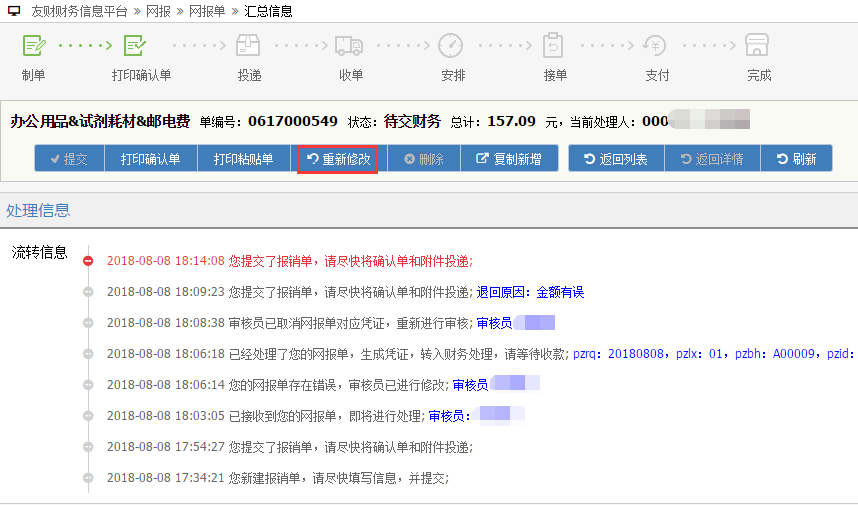 友财财务信息平台 » 网报 » 网报单 » 汇总信息
制单 打印确认单 投递 收单 安排 接单 支付 完成
办公用品&试剂耗材&邮电费 单编号：0617000549 状态：待交财务 总计：157.09 元，当前处理人：000
提交 打印确认单 打印粘贴单 重新修改 删除 复制新增 返回列表 返回详情 刷新
处理信息
流转信息
2018-08-08 18:14:08 您提交了报销单，请尽快将确认单和附件投递;
2018-08-08 18:09:23 您提交了报销单，请尽快将确认单和附件投递; 退回原因：金额有误
2018-08-08 18:08:38 审核员已取消网报单对应凭证，重新进行审核; 审核员
2018-08-08 18:06:18 已经处理了您的网报单，生成凭证，转入财务处理，请等待收款; pzrq：20180808，pzlx：01，pzbh：A00009，pzid：
2018-08-08 18:06:14 您的网报单存在错误，审核员已进行修改; 审核员
2018-08-08 18:03:05 已接收到您的网报单，即将进行处理; 审核员：
2018-08-08 17:54:27 您提交了报销单，请尽快将确认单和附件投递;
2018-08-08 17:34:21 您新建报销单，请尽快填写信息，并提交;